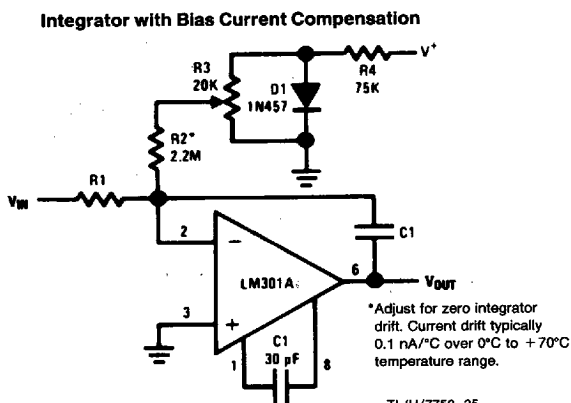 Integrator with Bias Current Compensation
V+
R4
75K
R3
20K
D1
1N457
R2*
2.2M
R1
VIN
2
C1
6
LM301A
VOUT
3
C1
30 pF
1
8
*Adjust for zero integrator
drift. Current drift typically
0.1 nA/°C over 0°C to +70°C
temperature range.